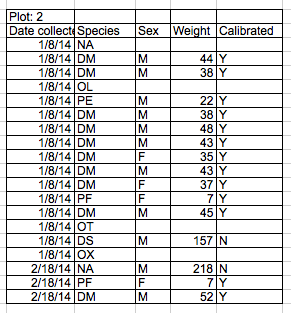 Plot: 2
Date collecte Species Sex Weight Calibrated
1/8/14 NA
1/8/14 DM M 44 Y
1/8/14 DM M 38 Y
1/8/14 OL
1/8/14 PE M 22 Y
1/8/14 DM M 38 Y
1/8/14 DM M 48 Y
1/8/14 DM M 43 Y
1/8/14 DM F 35 Y
1/8/14 DM M 43 Y
1/8/14 DM F 37 Y
1/8/14 PF F 7 Y
1/8/14 DM M 45 Y
1/8/14 OT
1/8/14 DS M 157 N
1/8/14 OX
2/18/14 NA M 218 N
2/18/14 PF F 7 Y
2/18/14 DM M 52 Y